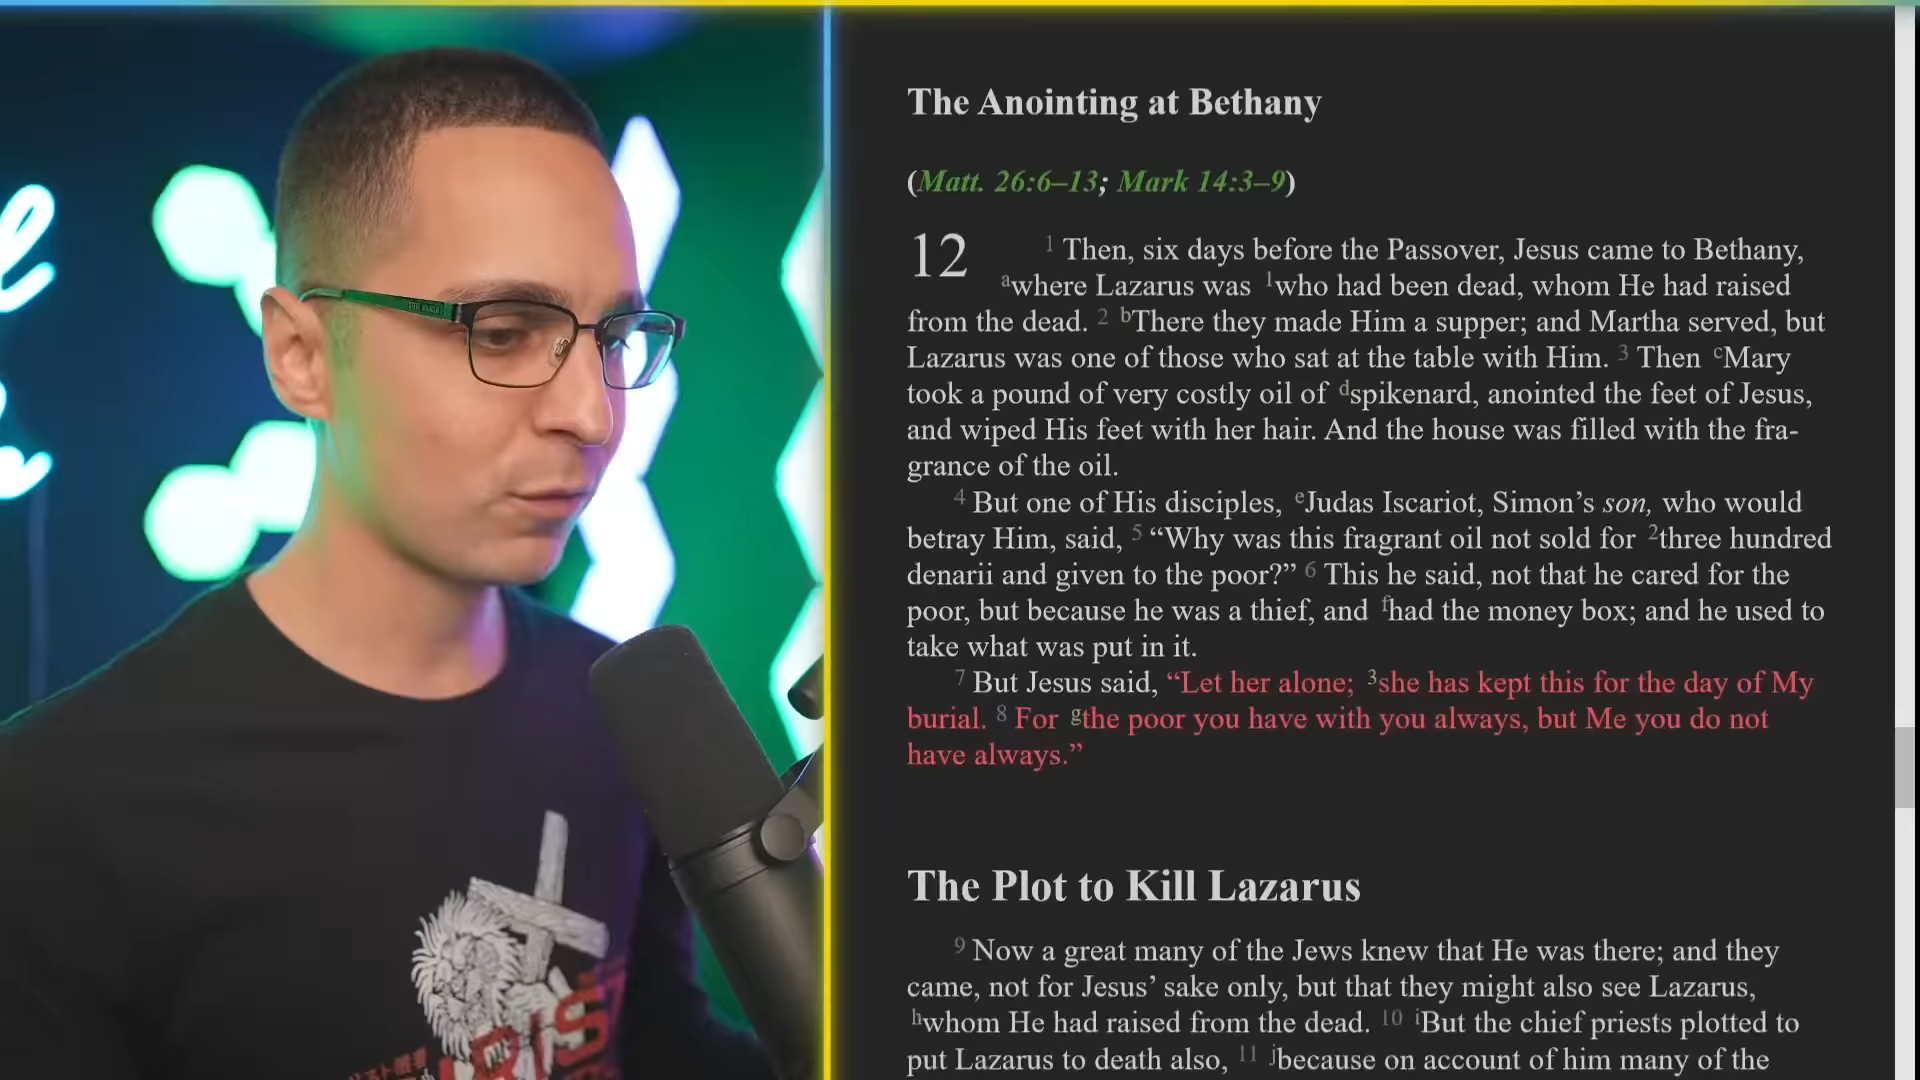 The Anointing at Bethany
(Matt. 26:6–13; Mark 14:3–9)
12 1 Then, six days before the Passover, Jesus came to Bethany,
awhere Lazarus was 1who had been dead, whom He had raised
from the dead. 2 bThere they made Him a supper; and Martha served, but
Lazarus was one of those who sat at the table with Him. 3 Then cMary
took a pound of very costly oil of dspikenard, anointed the feet of Jesus,
and wiped His feet with her hair. And the house was filled with the fra-
grance of the oil.
4 But one of His disciples, eJudas Iscariot, Simon’s son, who would
betray Him, said, 5 “Why was this fragrant oil not sold for 2three hundred
denarii and given to the poor?” 6 This he said, not that he cared for the
poor, but because he was a thief, and fhad the money box; and he used to
take what was put in it.
7 But Jesus said, “Let her alone; 3she has kept this for the day of My
burial. 8 For gthe poor you have with you always, but Me you do not
have always.”
The Plot to Kill Lazarus
9 Now a great many of the Jews knew that He was there; and they
came, not for Jesus’ sake only, but that they might also see Lazarus,
hwhom He had raised from the dead. 10 iBut the chief priests plotted to
put Lazarus to death also, 11 jbecause on account of him many of the